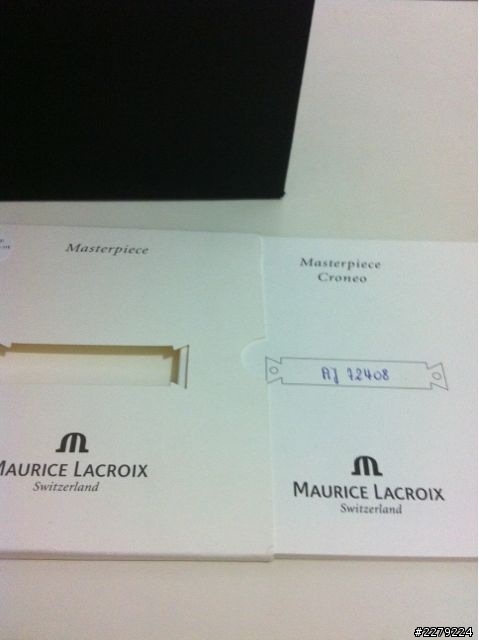 Masterpiece
MAURICE LACROIX
Switzerland
Masterpiece
Croneo
AJ 72408
MAURICE LACROIX
Switzerland
#2279224